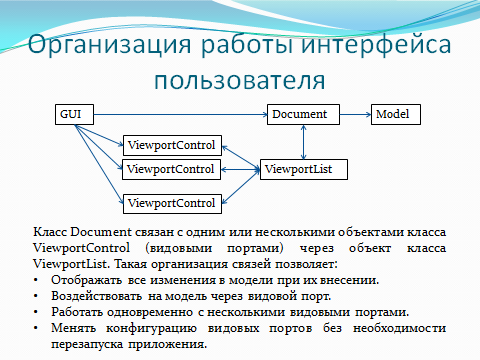 Организация работы интерфейса
пользователя
GUI
Document
Model
ViewportControl
ViewportControl
ViewportList
ViewportControl
Класс Document связан с одним или несколькими объектами класса
ViewportControl (видовыми портами) через объект класса
ViewportList. Такая организация связей позволяет:
• Отображать все изменения в модели при их внесении.
• Воздействовать на модель через видовой порт.
• Работать одновременно с несколькими видовыми портами.
• Менять конфигурацию видовых портов без необходимости
перезапуска приложения.